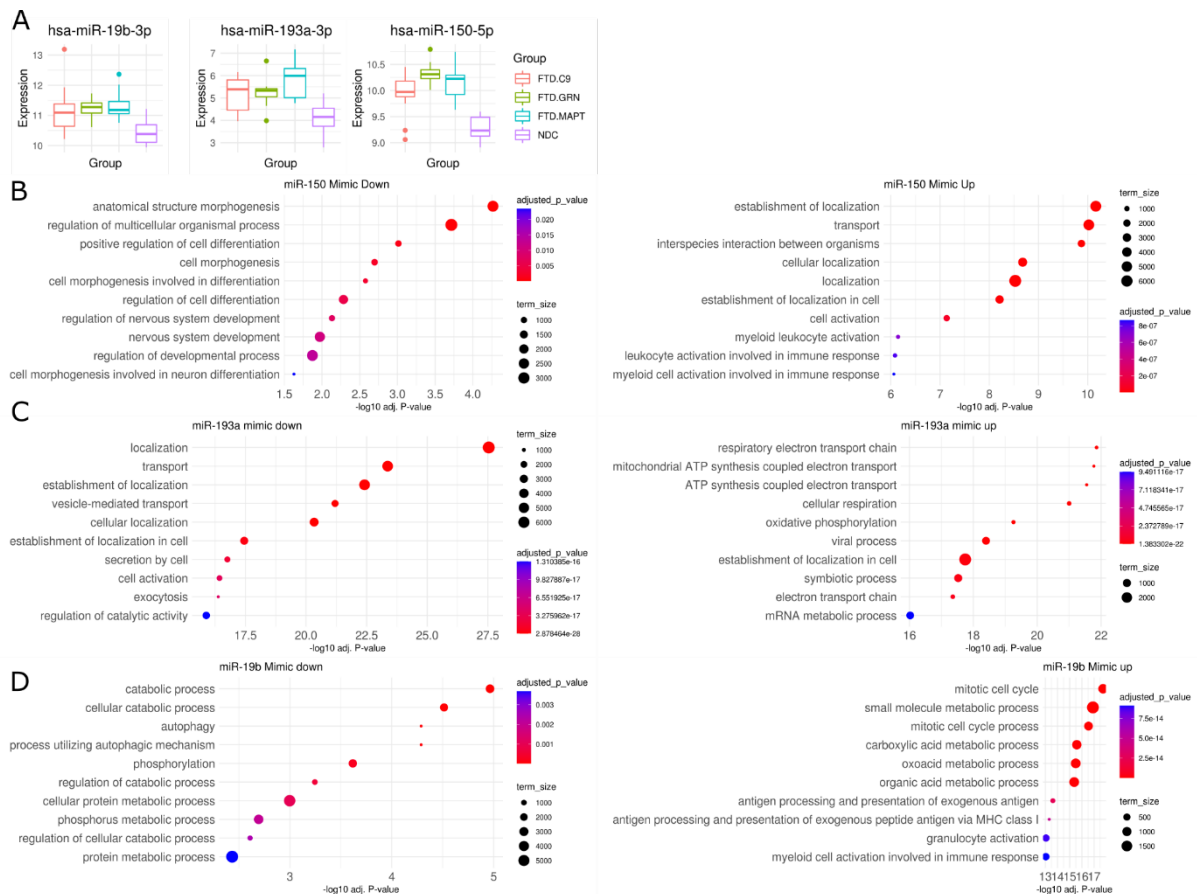 A
hsa-miR-19b-3p
hsa-miR-193a-3p
hsa-miR-150-5p
Expression
13
12
11
10
Group
Expression
7
6
5
4
3
Group
Expression
10.5
10.0
9.5
9.0
Group
Group
FTD.C9
FTD.GRN
FTD.MAPT
NDC
B
miR-150 Mimic Down
anatomical structure morphogenesis
regulation of multicellular organismal process
positive regulation of cell differentiation
cell morphogenesis
cell morphogenesis involved in differentiation
regulation of cell differentiation
regulation of nervous system development
nervous system development
regulation of developmental process
cell morphogenesis involved in neuron differentiation
1.5 2.0 2.5 3.0 3.5 4.0
-log10 adj. P-value
adjusted_p_value
0.020
0.015
0.010
0.005
term_size
1000
1500
2000
2500
3000
miR-150 Mimic Up
establishment of localization
transport
interspecies interaction between organisms
cellular localization
localization
establishment of localization in cell
cell activation
myeloid leukocyte activation
leukocyte activation involved in immune response
myeloid cell activation involved in immune response
6 7 8 9 10
-log10 adj. P-value
term_size
1000
2000
3000
4000
5000
6000
adjusted_p_value
8e-07
6e-07
4e-07
2e-07
C
miR-193a mimic down
localization
transport
establishment of localization
vesicle-mediated transport
cellular localization
establishment of localization in cell
secretion by cell
cell activation
exocytosis
regulation of catalytic activity
17.5 20.0 22.5 25.0 27.5
-log10 adj. P-value
term_size
1000
2000
3000
4000
5000
6000
adjusted_p_value
1.310385e-16
9.827887e-17
6.551925e-17
3.275962e-17
2.878464e-28
miR-193a mimic up
respiratory electron transport chain
mitochondrial ATP synthesis coupled electron transport
ATP synthesis coupled electron transport
cellular respiration
oxidative phosphorylation
viral process
establishment of localization in cell
symbiotic process
electron transport chain
mRNA metabolic process
16 18 20 22
-log10 adj. P-value
adjusted_p_value
9.491116e-17
7.118341e-17
4.745565e-17
2.372789e-17
1.383302e-22
term_size
1000
2000
D
miR-19b Mimic down
catabolic process
cellular catabolic process
autophagy
process utilizing autophagic mechanism
phosphorylation
regulation of catabolic process
cellular protein metabolic process
phosphorus metabolic process
regulation of cellular catabolic process
protein metabolic process
3 4 5
-log10 adj. P-value
adjusted_p_value
0.003
0.002
0.001
term_size
1000
2000
3000
4000
5000
miR-19b Mimic up
mitotic cell cycle
small molecule metabolic process
mitotic cell cycle process
carboxylic acid metabolic process
oxoacid metabolic process
organic acid metabolic process
antigen processing and presentation of exogenous antigen
antigen processing and presentation of exogenous peptide antigen via MHC class I
granulocyte activation
myeloid cell activation involved in immune response
1314151617
-log10 adj. P-value
adjusted_p_value
7.5e-14
5.0e-14
2.5e-14
term_size
500
1000
1500